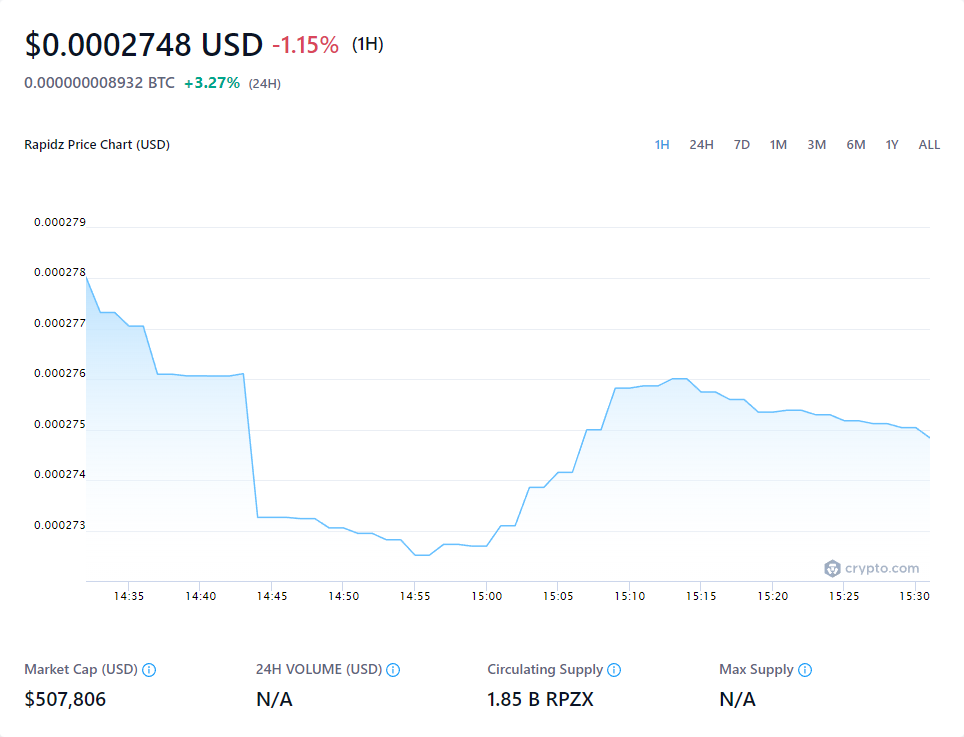 $0.0002748 USD -1.15% (1H)
0.000000008932 BTC +3.27% (24H)
Rapidz Price Chart (USD) 1H 24H 7D 1M 3M 6M 1Y ALL
0.000279
0.000278
0.000277
0.000276
0.000275
0.000274
0.000273
crypto.com
14:35 14:40 14:45 14:50 14:55 15:00 15:05 15:10 15:15 15:20 15:25 15:30
Market Cap (USD) 24H VOLUME (USD) Circulating Supply Max Supply
$507,806 N/A 1.85 B RPZX N/A